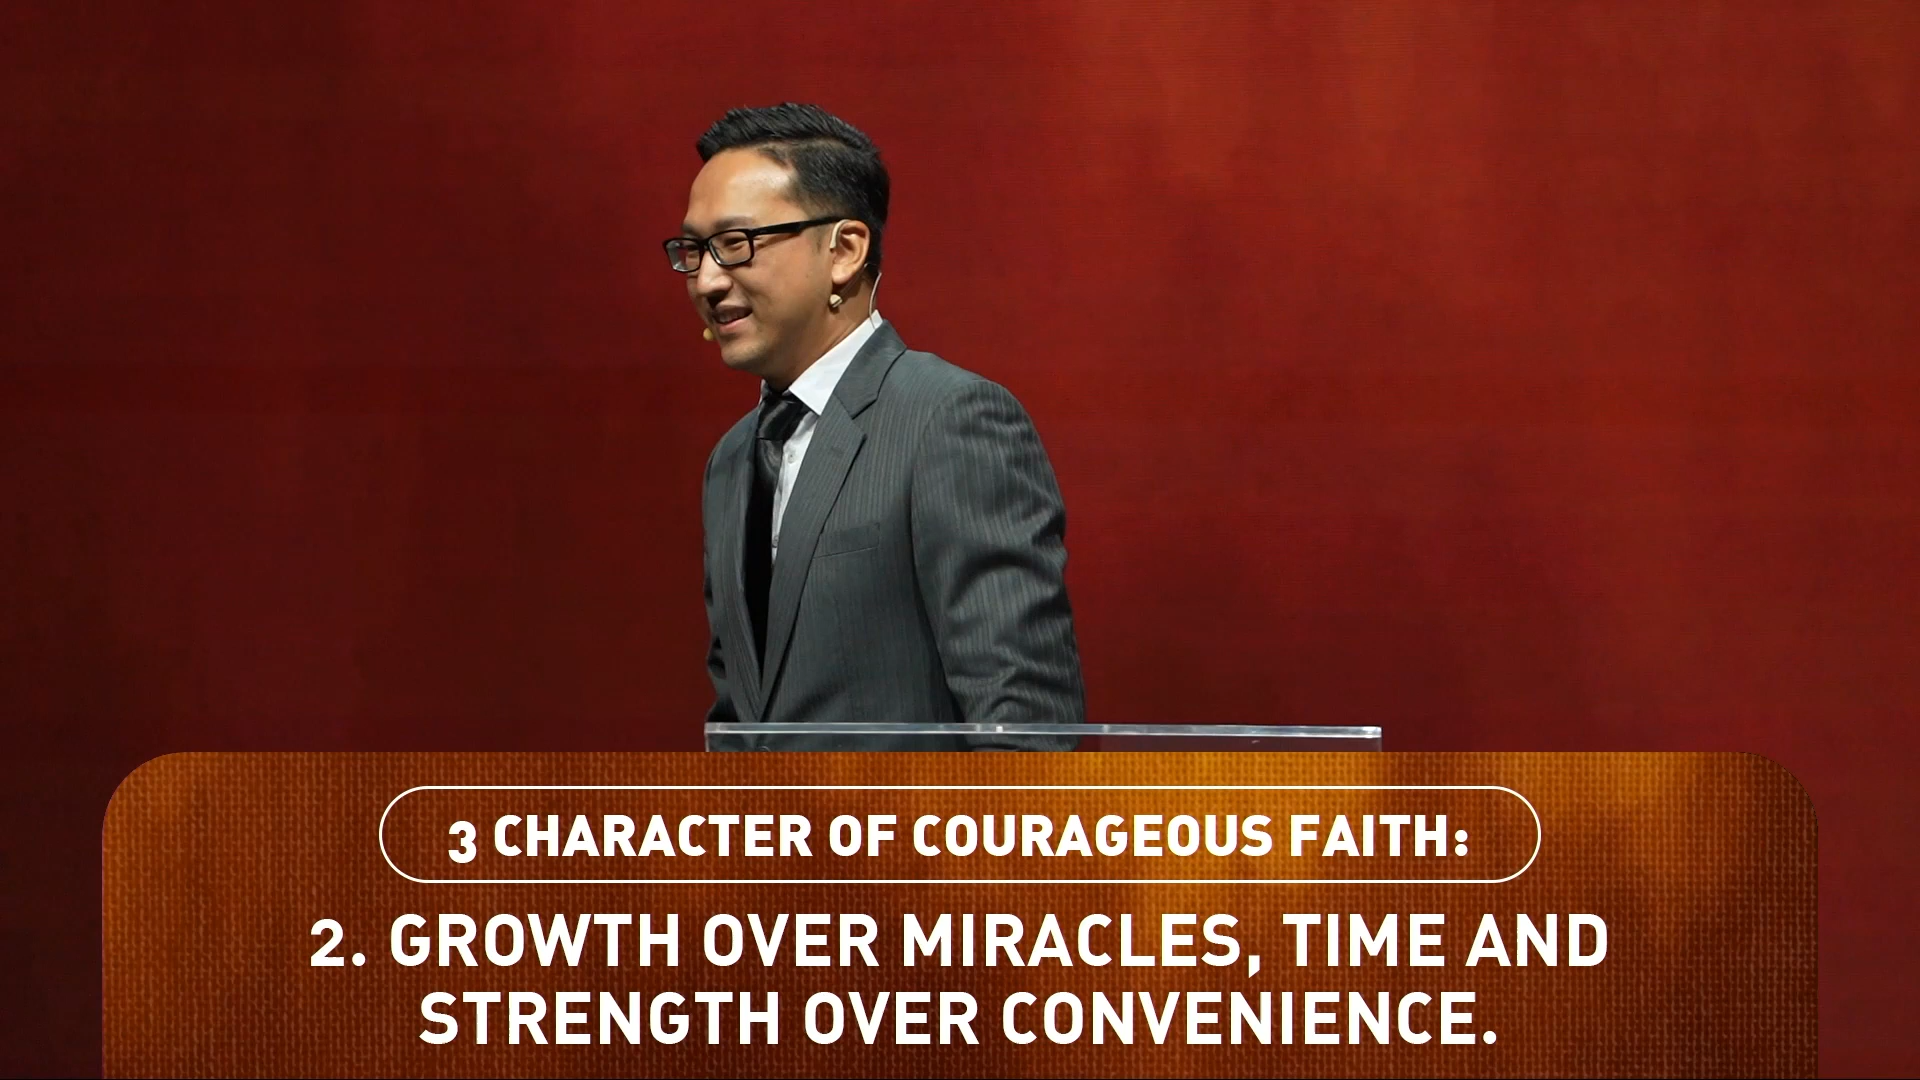 3 CHARACTER OF COURAGEOUS FAITH:
2. GROWTH OVER MIRACLES, TIME AND
STRENGTH OVER CONVENIENCE.